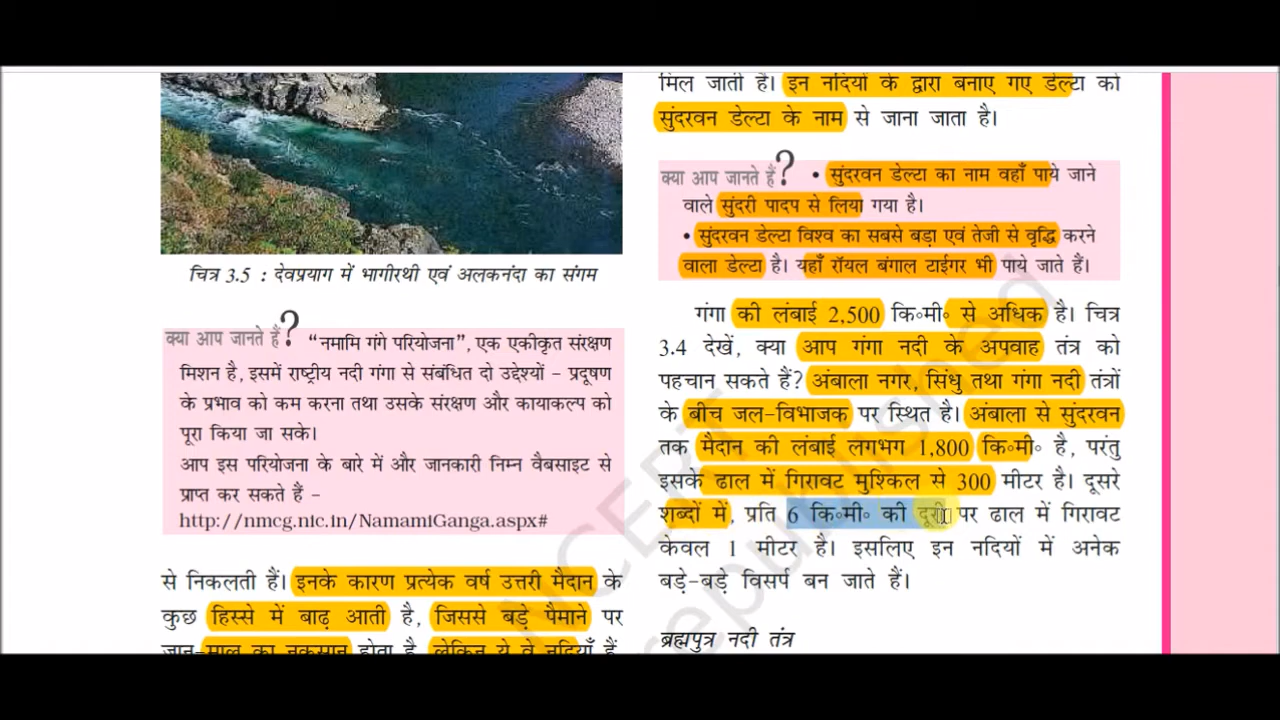 चित्र 3.5 : देवप्रयाग में भागीरथी एवं अलकनंदा का संगम
क्या आप जानते हैं? "नमामि गंगे परियोजना", एक एकीकृत संरक्षण
मिशन है, इसमें राष्ट्रीय नदी गंगा से संबंधित दो उद्देश्यों – प्रदूषण
के प्रभाव को कम करना तथा उसके संरक्षण और कायाकल्प को
पूरा किया जा सके।
आप इस परियोजना के बारे में और जानकारी निम्न वैबसाइट से
प्राप्त कर सकते हैं –
http://nmcg.nic.in/NamamiGanga.aspx#
से निकलती हैं। इनके कारण प्रत्येक वर्ष उत्तरी मैदान के
कुछ हिस्से में बाढ़ आती है, जिससे बड़े पैमाने पर
जान-माल का नुकसान होता है, लेकिन ये वे नदियाँ हैं,
मिल जाती हैं। इन नदियों के द्वारा बनाए गए डेल्टा को
सुंदरवन डेल्टा के नाम से जाना जाता है।
क्या आप जानते हैं? • सुंदरवन डेल्टा का नाम वहाँ पाये जाने
वाले सुंदरी पादप से लिया गया है।
• सुंदरवन डेल्टा विश्व का सबसे बड़ा एवं तेजी से वृद्धि करने
वाला डेल्टा है। यहाँ रॉयल बंगाल टाईगर भी पाये जाते हैं।
गंगा की लंबाई 2,500 कि॰मी॰ से अधिक है। चित्र
3.4 देखें, क्या आप गंगा नदी के अपवाह तंत्र को
पहचान सकते हैं? अंबाला नगर, सिंधु तथा गंगा नदी तंत्रों
के बीच जल-विभाजक पर स्थित है। अंबाला से सुंदरवन
तक मैदान की लंबाई लगभग 1,800 कि॰मी॰ है, परंतु
इसके ढाल में गिरावट मुश्किल से 300 मीटर है। दूसरे
शब्दों में, प्रति 6 कि॰मी॰ की दूरी पर ढाल में गिरावट
केवल 1 मीटर है। इसलिए इन नदियों में अनेक
बड़े-बड़े विसर्प बन जाते हैं।
ब्रह्मपुत्र नदी तंत्र